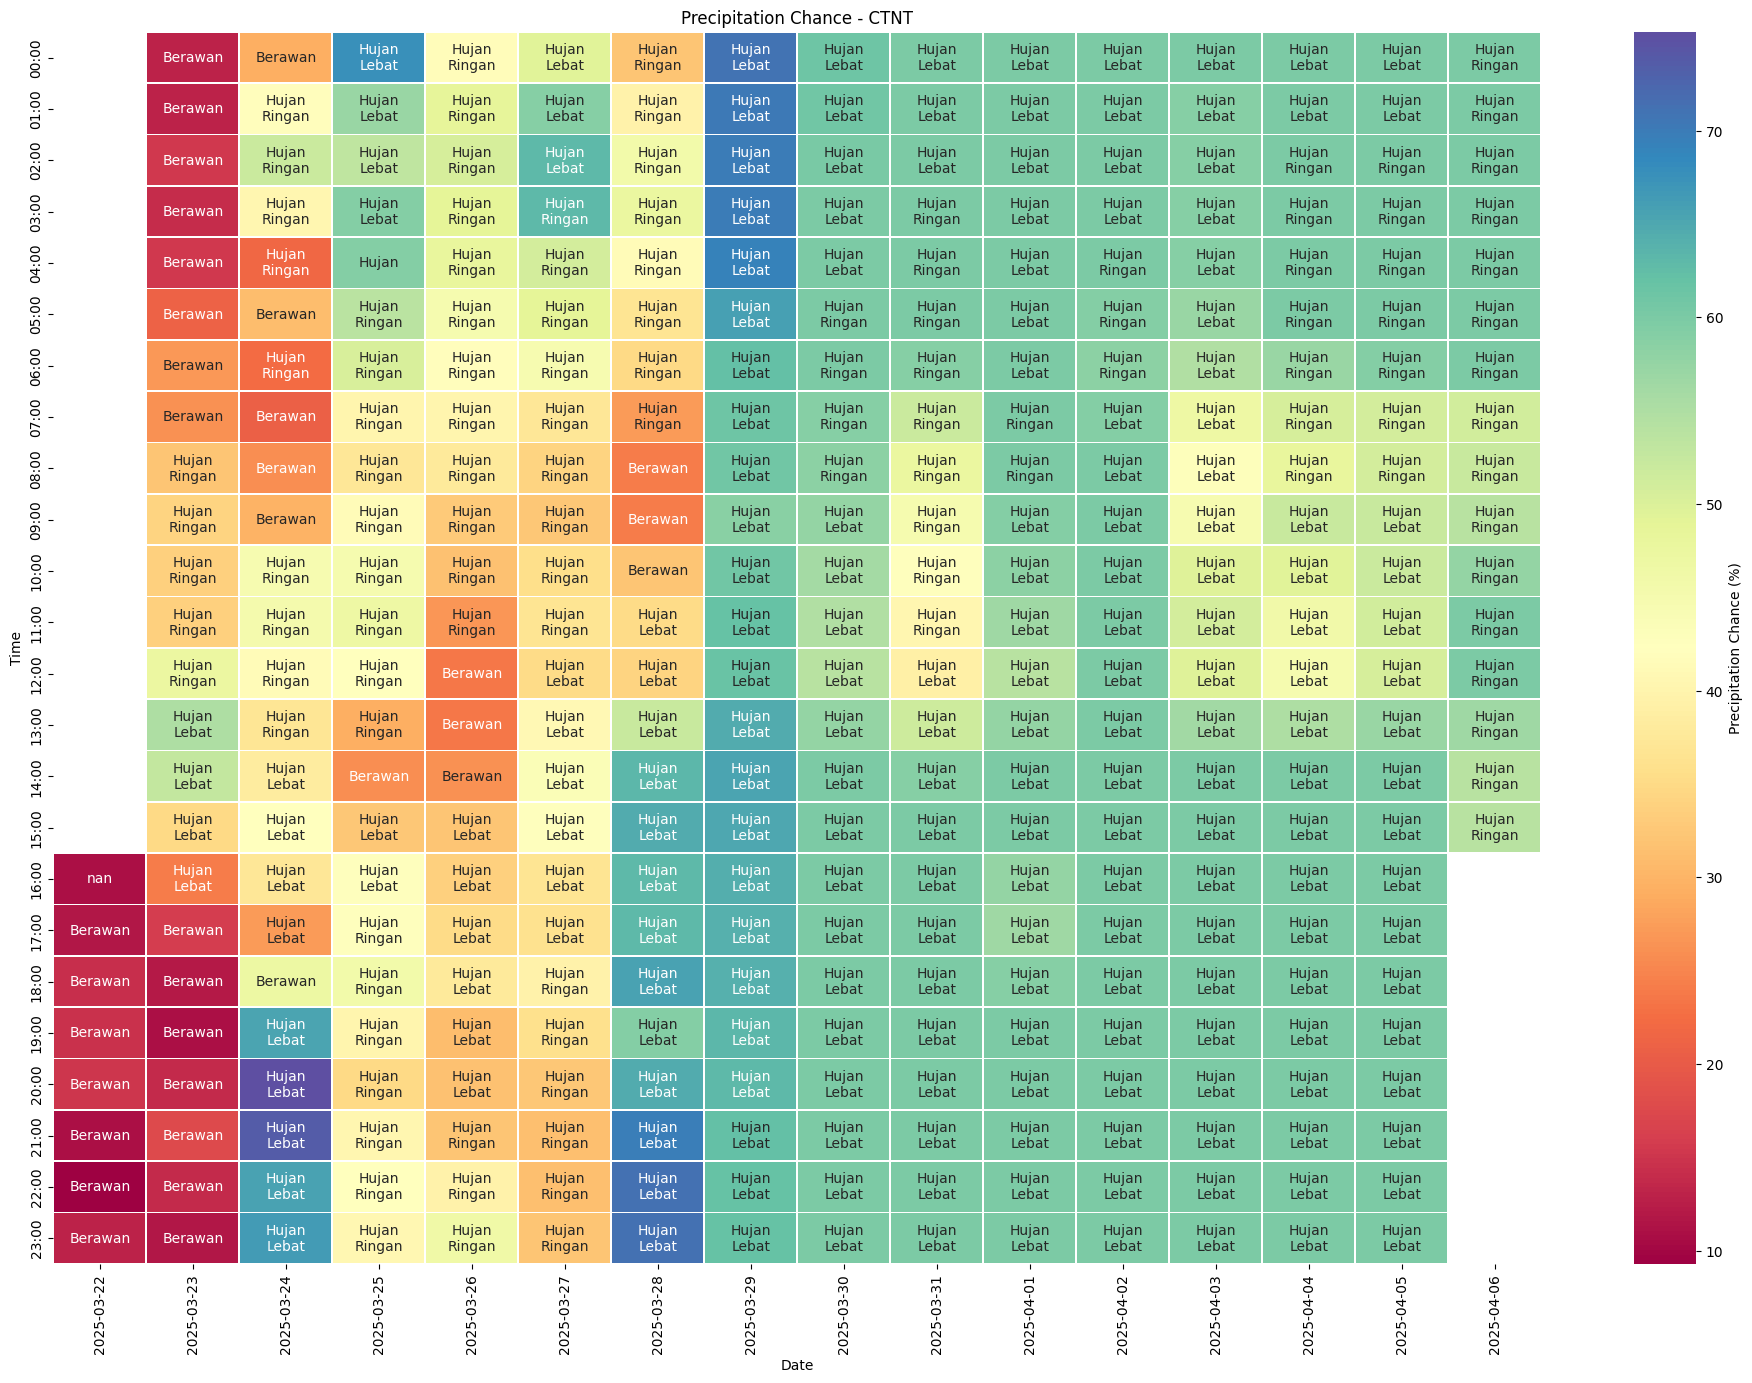 Precipitation Chance - CTNT
Time
00:00 Berawan Berawan Hujan Lebat Hujan Ringan Hujan Lebat Hujan Ringan Hujan Lebat Hujan Lebat Hujan Lebat Hujan Lebat Hujan Lebat Hujan Lebat Hujan Lebat Hujan Lebat Hujan Ringan
01:00 Berawan Hujan Ringan Hujan Lebat Hujan Ringan Hujan Lebat Hujan Ringan Hujan Lebat Hujan Lebat Hujan Lebat Hujan Lebat Hujan Lebat Hujan Lebat Hujan Lebat Hujan Lebat Hujan Ringan
02:00 Berawan Hujan Ringan Hujan Lebat Hujan Ringan Hujan Lebat Hujan Ringan Hujan Lebat Hujan Lebat Hujan Lebat Hujan Lebat Hujan Lebat Hujan Lebat Hujan Ringan Hujan Ringan Hujan Ringan
03:00 Berawan Hujan Ringan Hujan Lebat Hujan Ringan Hujan Ringan Hujan Ringan Hujan Lebat Hujan Lebat Hujan Ringan Hujan Lebat Hujan Lebat Hujan Lebat Hujan Ringan Hujan Ringan Hujan Ringan
04:00 Berawan Hujan Ringan Hujan Hujan Ringan Hujan Ringan Hujan Ringan Hujan Lebat Hujan Lebat Hujan Ringan Hujan Lebat Hujan Ringan Hujan Lebat Hujan Ringan Hujan Ringan Hujan Ringan
05:00 Berawan Berawan Hujan Ringan Hujan Ringan Hujan Ringan Hujan Ringan Hujan Lebat Hujan Ringan Hujan Ringan Hujan Lebat Hujan Ringan Hujan Lebat Hujan Ringan Hujan Ringan Hujan Ringan
06:00 Berawan Hujan Ringan Hujan Ringan Hujan Ringan Hujan Ringan Hujan Ringan Hujan Lebat Hujan Ringan Hujan Ringan Hujan Lebat Hujan Ringan Hujan Lebat Hujan Ringan Hujan Ringan Hujan Ringan
07:00 Berawan Berawan Hujan Ringan Hujan Ringan Hujan Ringan Hujan Ringan Hujan Lebat Hujan Ringan Hujan Ringan Hujan Ringan Hujan Lebat Hujan Lebat Hujan Ringan Hujan Ringan Hujan Ringan
08:00 Hujan Ringan Berawan Hujan Ringan Hujan Ringan Hujan Ringan Berawan Hujan Lebat Hujan Ringan Hujan Ringan Hujan Ringan Hujan Lebat Hujan Lebat Hujan Ringan Hujan Ringan Hujan Ringan
09:00 Hujan Ringan Berawan Hujan Ringan Hujan Ringan Hujan Ringan Berawan Hujan Lebat Hujan Lebat Hujan Ringan Hujan Lebat Hujan Lebat Hujan Lebat Hujan Lebat Hujan Lebat Hujan Ringan
10:00 Hujan Ringan Hujan Ringan Hujan Ringan Hujan Ringan Hujan Ringan Berawan Hujan Lebat Hujan Lebat Hujan Ringan Hujan Lebat Hujan Lebat Hujan Lebat Hujan Lebat Hujan Lebat Hujan Ringan
11:00 Hujan Ringan Hujan Ringan Hujan Ringan Hujan Ringan Hujan Ringan Hujan Lebat Hujan Lebat Hujan Lebat Hujan Ringan Hujan Lebat Hujan Lebat Hujan Lebat Hujan Lebat Hujan Lebat Hujan Ringan
12:00 Hujan Ringan Hujan Ringan Hujan Ringan Berawan Hujan Lebat Hujan Lebat Hujan Lebat Hujan Lebat Hujan Lebat Hujan Lebat Hujan Lebat Hujan Lebat Hujan Lebat Hujan Lebat Hujan Ringan
13:00 Hujan Lebat Hujan Ringan Hujan Ringan Berawan Hujan Lebat Hujan Lebat Hujan Lebat Hujan Lebat Hujan Lebat Hujan Lebat Hujan Lebat Hujan Lebat Hujan Lebat Hujan Lebat Hujan Ringan
14:00 Hujan Lebat Hujan Lebat Berawan Berawan Hujan Lebat Hujan Lebat Hujan Lebat Hujan Lebat Hujan Lebat Hujan Lebat Hujan Lebat Hujan Lebat Hujan Lebat Hujan Lebat Hujan Ringan
15:00 Hujan Lebat Hujan Lebat Hujan Lebat Hujan Lebat Hujan Lebat Hujan Lebat Hujan Lebat Hujan Lebat Hujan Lebat Hujan Lebat Hujan Lebat Hujan Lebat Hujan Lebat Hujan Lebat Hujan Ringan
16:00 nan Hujan Lebat Hujan Lebat Hujan Lebat Hujan Lebat Hujan Lebat Hujan Lebat Hujan Lebat Hujan Lebat Hujan Lebat Hujan Lebat Hujan Lebat Hujan Lebat Hujan Lebat Hujan Lebat
17:00 Berawan Berawan Hujan Lebat Hujan Ringan Hujan Lebat Hujan Lebat Hujan Lebat Hujan Lebat Hujan Lebat Hujan Lebat Hujan Lebat Hujan Lebat Hujan Lebat Hujan Lebat Hujan Lebat
18:00 Berawan Berawan Berawan Hujan Ringan Hujan Lebat Hujan Ringan Hujan Lebat Hujan Lebat Hujan Lebat Hujan Lebat Hujan Lebat Hujan Lebat Hujan Lebat Hujan Lebat Hujan Lebat
19:00 Berawan Berawan Hujan Lebat Hujan Ringan Hujan Lebat Hujan Ringan Hujan Lebat Hujan Lebat Hujan Lebat Hujan Lebat Hujan Lebat Hujan Lebat Hujan Lebat Hujan Lebat Hujan Lebat
20:00 Berawan Berawan Hujan Lebat Hujan Ringan Hujan Lebat Hujan Ringan Hujan Lebat Hujan Lebat Hujan Lebat Hujan Lebat Hujan Lebat Hujan Lebat Hujan Lebat Hujan Lebat Hujan Lebat
21:00 Berawan Berawan Hujan Lebat Hujan Ringan Hujan Ringan Hujan Ringan Hujan Lebat Hujan Lebat Hujan Lebat Hujan Lebat Hujan Lebat Hujan Lebat Hujan Lebat Hujan Lebat Hujan Lebat
22:00 Berawan Berawan Hujan Lebat Hujan Ringan Hujan Ringan Hujan Ringan Hujan Lebat Hujan Lebat Hujan Lebat Hujan Lebat Hujan Lebat Hujan Lebat Hujan Lebat Hujan Lebat Hujan Lebat
23:00 Berawan Berawan Hujan Lebat Hujan Ringan Hujan Ringan Hujan Ringan Hujan Lebat Hujan Lebat Hujan Lebat Hujan Lebat Hujan Lebat Hujan Lebat Hujan Lebat Hujan Lebat Hujan Lebat
2025-03-22 2025-03-23 2025-03-24 2025-03-25 2025-03-26 2025-03-27 2025-03-28 2025-03-29 2025-03-30 2025-03-31 2025-04-01 2025-04-02 2025-04-03 2025-04-04 2025-04-05 2025-04-06
Date
70
60
50
40
30
20
10
Precipitation Chance (%)